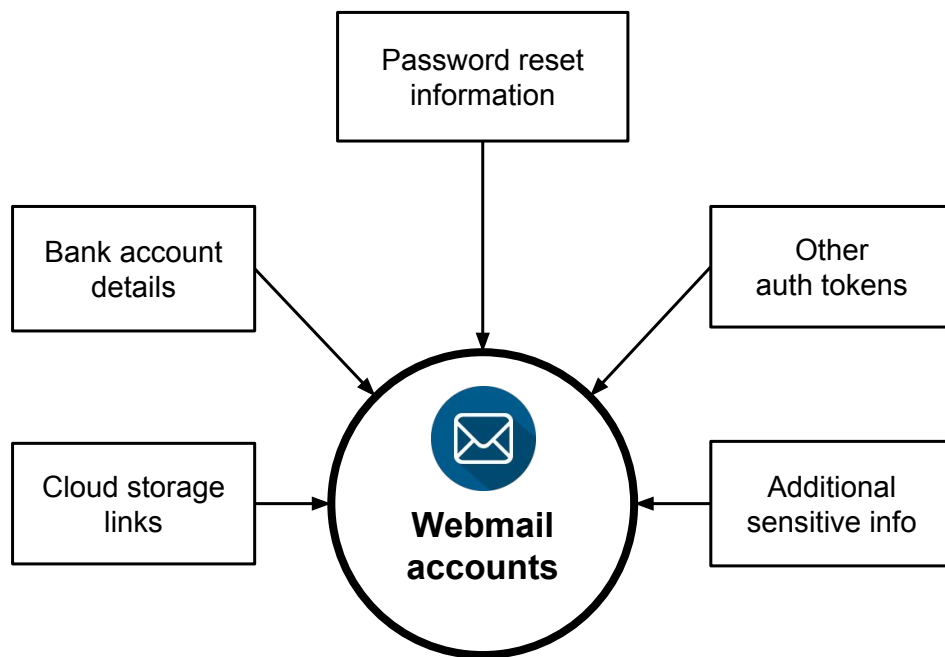 Password reset
information
Bank account
details
Other
auth tokens
Cloud storage
links
Webmail
accounts
Additional
sensitive info